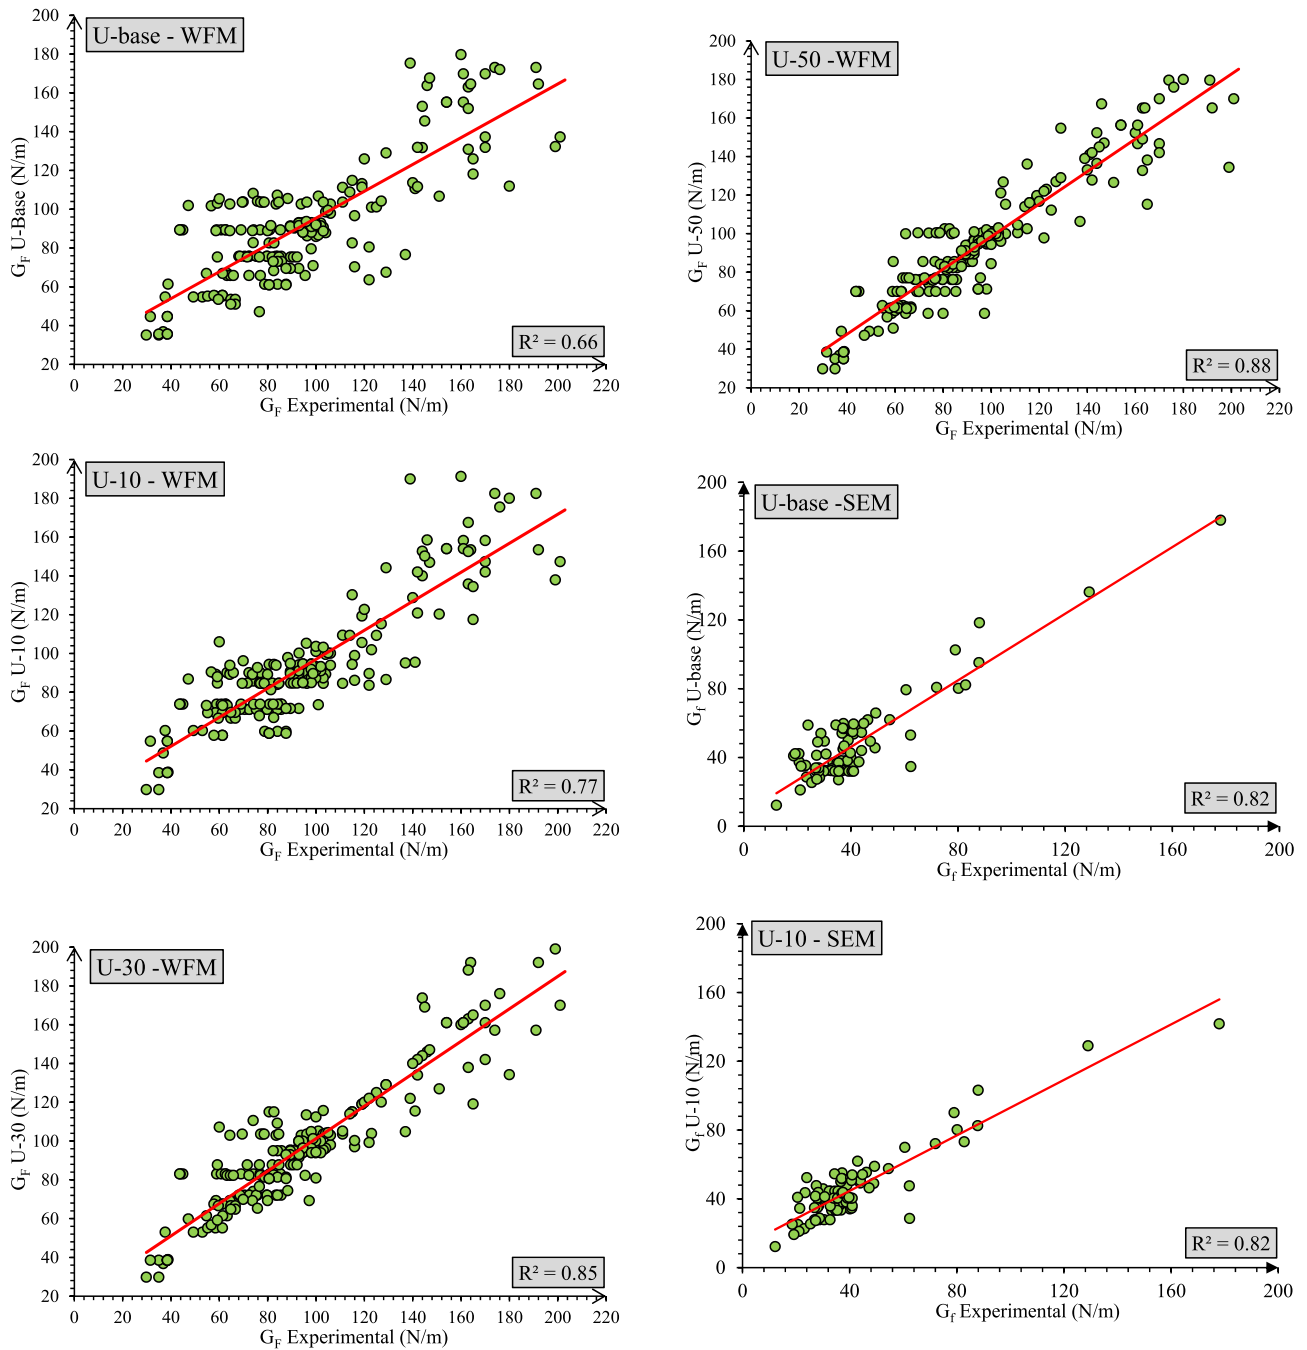 U-base - WFM
G_F U-Base (N/m)
200
180
160
140
120
100
80
60
40
20
R² = 0.66
0 20 40 60 80 100 120 140 160 180 200 220
G_F Experimental (N/m)
U-50 -WFM
G_F U-50 (N/m)
200
180
160
140
120
100
80
60
40
20
R² = 0.88
0 20 40 60 80 100 120 140 160 180 200 220
G_F Experimental (N/m)
U-10 - WFM
G_F U-10 (N/m)
200
180
160
140
120
100
80
60
40
20
R² = 0.77
0 20 40 60 80 100 120 140 160 180 200 220
G_F Experimental (N/m)
U-base -SEM
G_f U-base (N/m)
200
160
120
80
40
0
R² = 0.82
0 40 80 120 160 200
G_f Experimental (N/m)
U-30 -WFM
G_F U-30 (N/m)
200
180
160
140
120
100
80
60
40
20
R² = 0.85
0 20 40 60 80 100 120 140 160 180 200 220
G_F Experimental (N/m)
U-10 - SEM
G_f U-10 (N/m)
200
160
120
80
40
0
R² = 0.82
0 40 80 120 160 200
G_f Experimental (N/m)